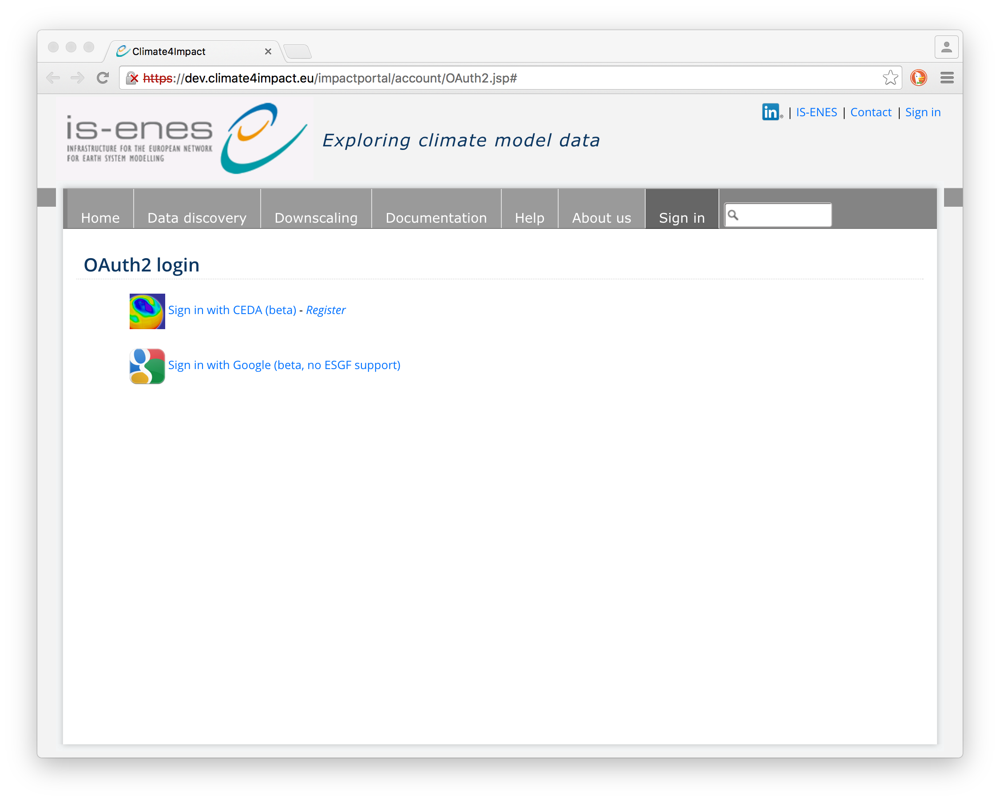 Climate4Impact
https://dev.climate4impact.eu/impactportal/account/OAuth2.jsp#
is-enes
INFRASTRUCTURE FOR THE EUROPEAN NETWORK
FOR EARTH SYSTEM MODELLING
Exploring climate model data
in® | IS-ENES | Contact | Sign in
Home Data discovery Downscaling Documentation Help About us Sign in
OAuth2 login
Sign in with CEDA (beta) - Register
Sign in with Google (beta, no ESGF support)